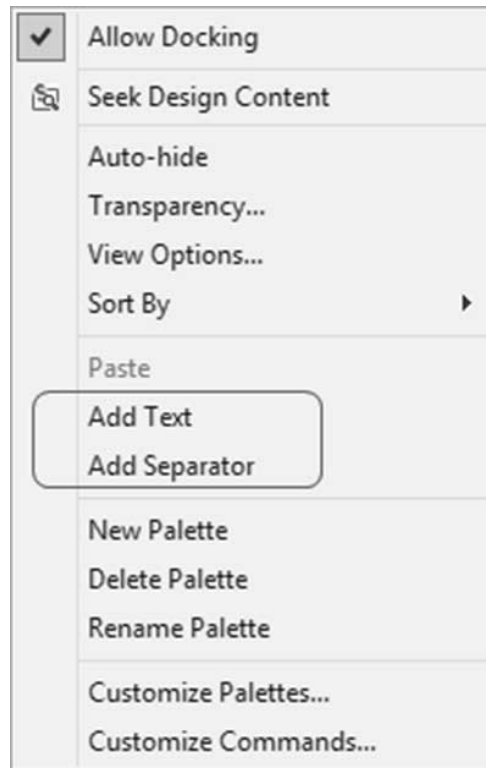 Allow Docking
Seek Design Content
Auto-hide
Transparency...
View Options...
Sort By
Paste
Add Text
Add Separator
New Palette
Delete Palette
Rename Palette
Customize Palettes...
Customize Commands...